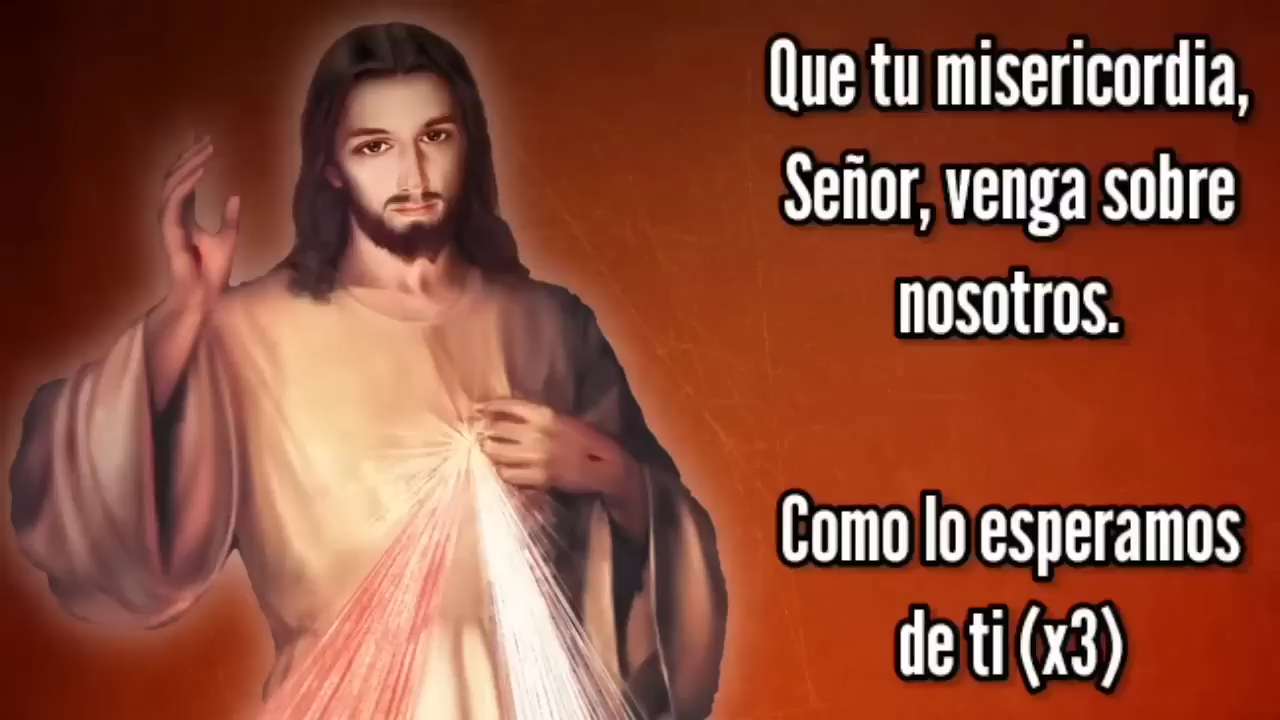 Que tu misericordia,
Señor, venga sobre
nosotros.
Como lo esperamos
de ti (x3)